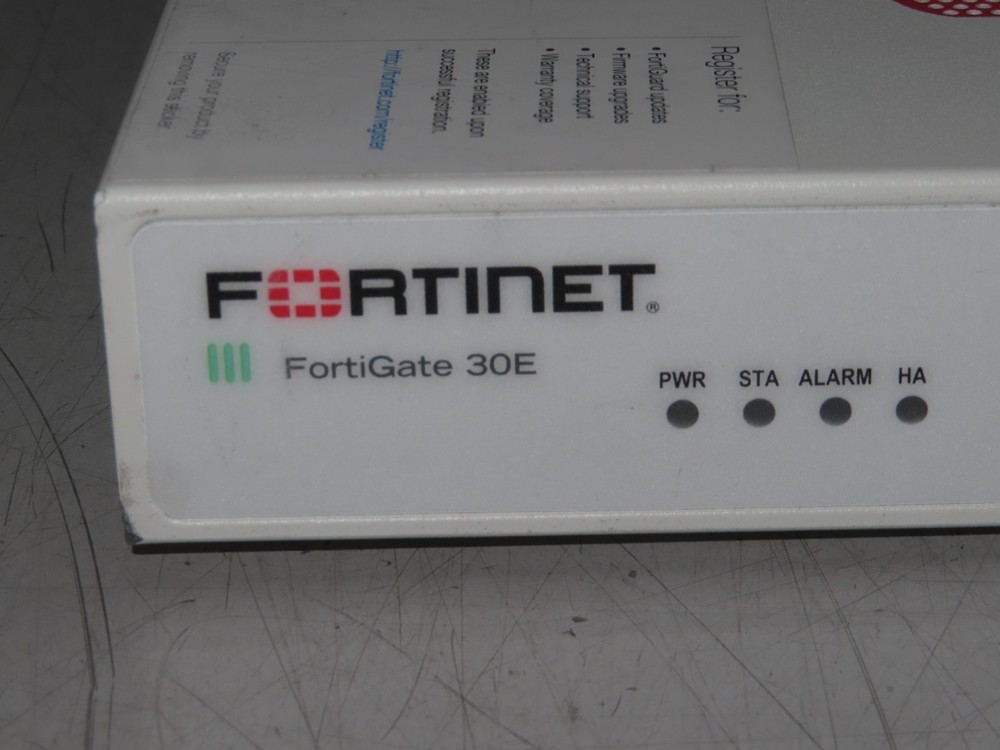 Register for:
• FortiGuard updates
• Firmware upgrades
• Technical support
• Warranty coverage
These are enabled upon
successful registration.
http://fortinet.com/register
Secure your product by
removing this sticker
FORTINET®
FortiGate 30E
PWR STA ALARM HA